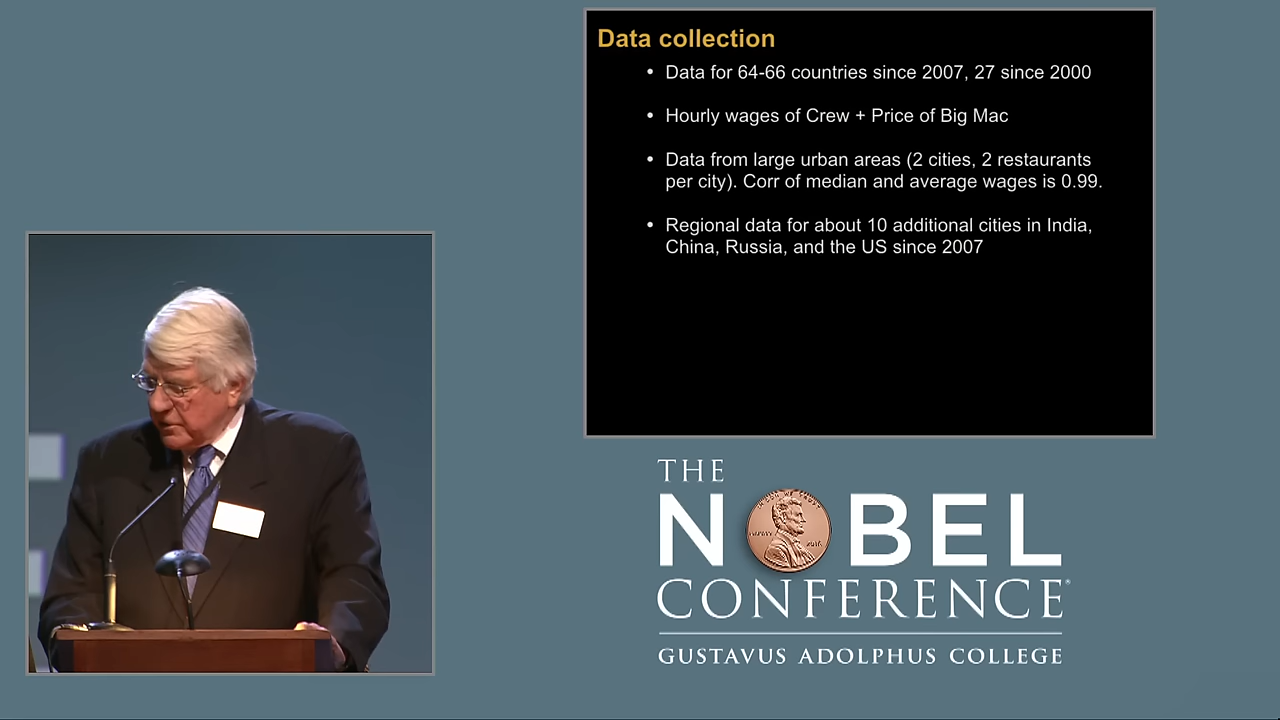 Data collection
• Data for 64-66 countries since 2007, 27 since 2000
• Hourly wages of Crew + Price of Big Mac
• Data from large urban areas (2 cities, 2 restaurants
per city). Corr of median and average wages is 0.99.
• Regional data for about 10 additional cities in India,
China, Russia, and the US since 2007
THE
NOBEL
CONFERENCE®
GUSTAVUS ADOLPHUS COLLEGE